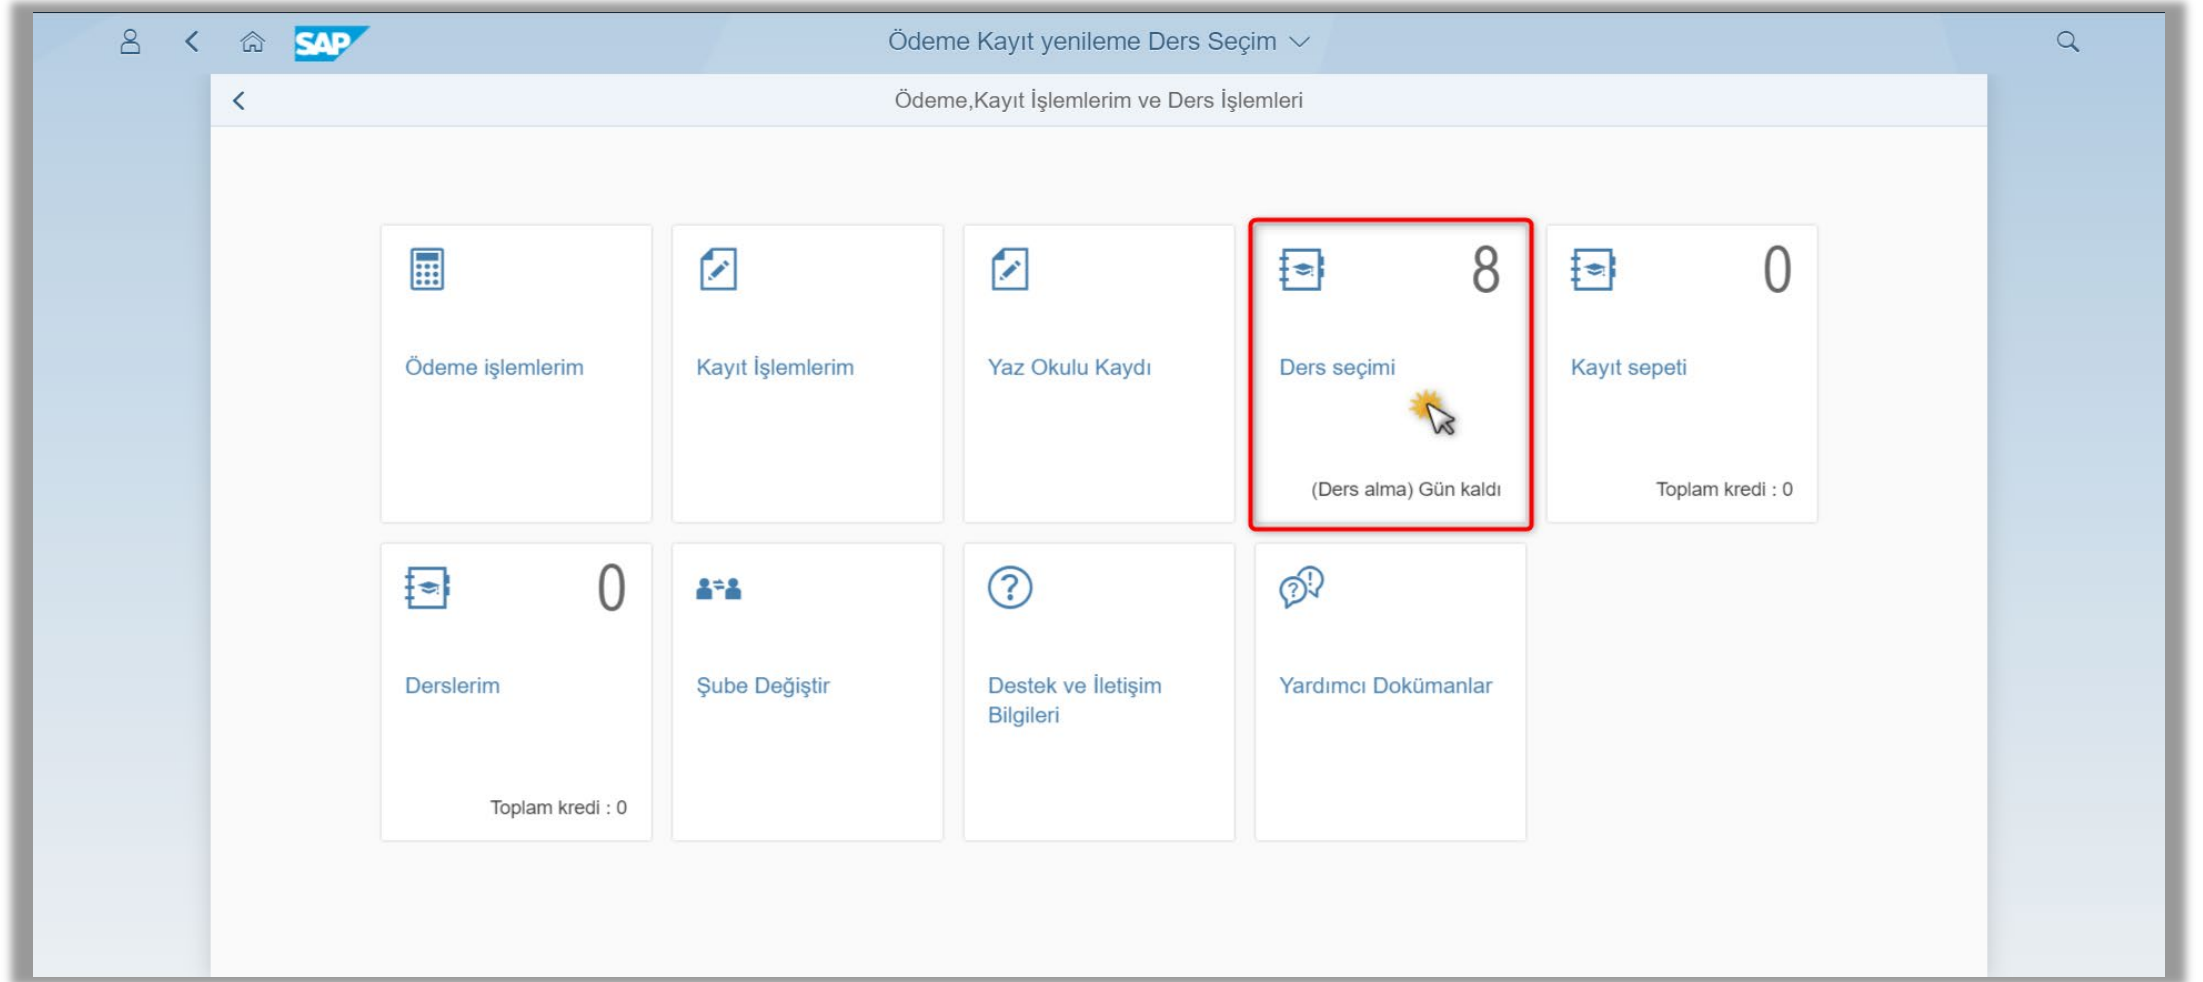 SAP
Ödeme Kayıt yenileme Ders Seçim
Ödeme,Kayıt İşlemlerim ve Ders İşlemleri
Ödeme işlemlerim
Kayıt İşlemlerim
Yaz Okulu Kaydı
8
Ders seçimi
(Ders alma) Gün kaldı
0
Kayıt sepeti
Toplam kredi : 0
0
Derslerim
Toplam kredi : 0
Şube Değiştir
Destek ve İletişim
Bilgileri
Yardımcı Dokümanlar